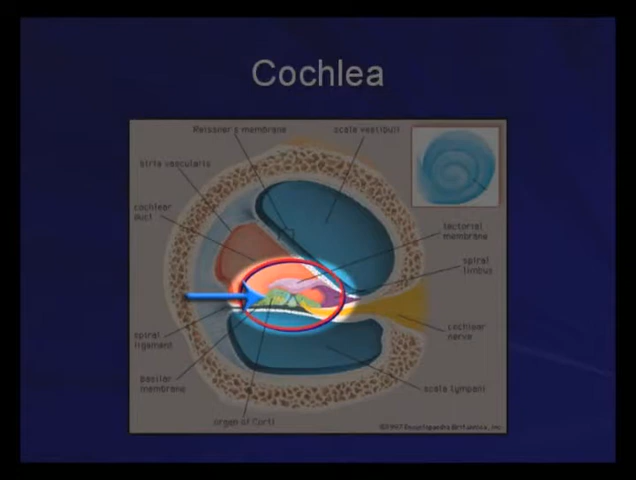 Cochlea
Reissner's membrane
scala vestibuli
stria vascularis
cochlear
duct
tectorial
membrane
spiral
limbus
spiral
ligament
cochlear
nerve
basilar
membrane
scala tympani
organ of Corti
©1997 Encyclopaedia Britannica, Inc.